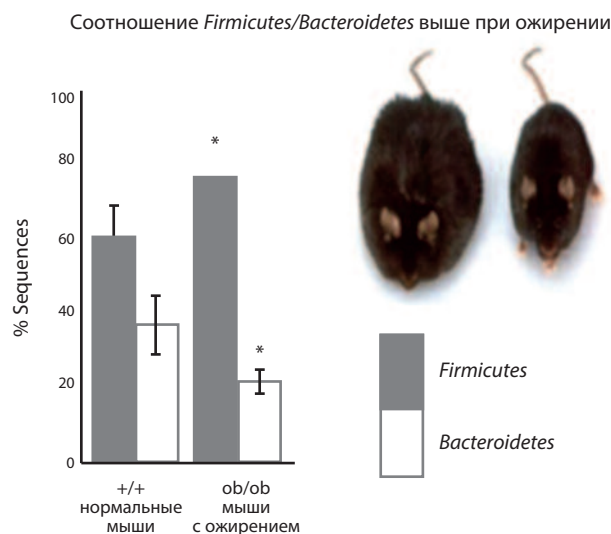 Соотношение Firmicutes/Bacteroidetes выше при ожирении
% Sequences
100
80
60
40
20
0
*
*
+/+
нормальные
мыши
ob/ob
мыши
с ожирением
Firmicutes
Bacteroidetes